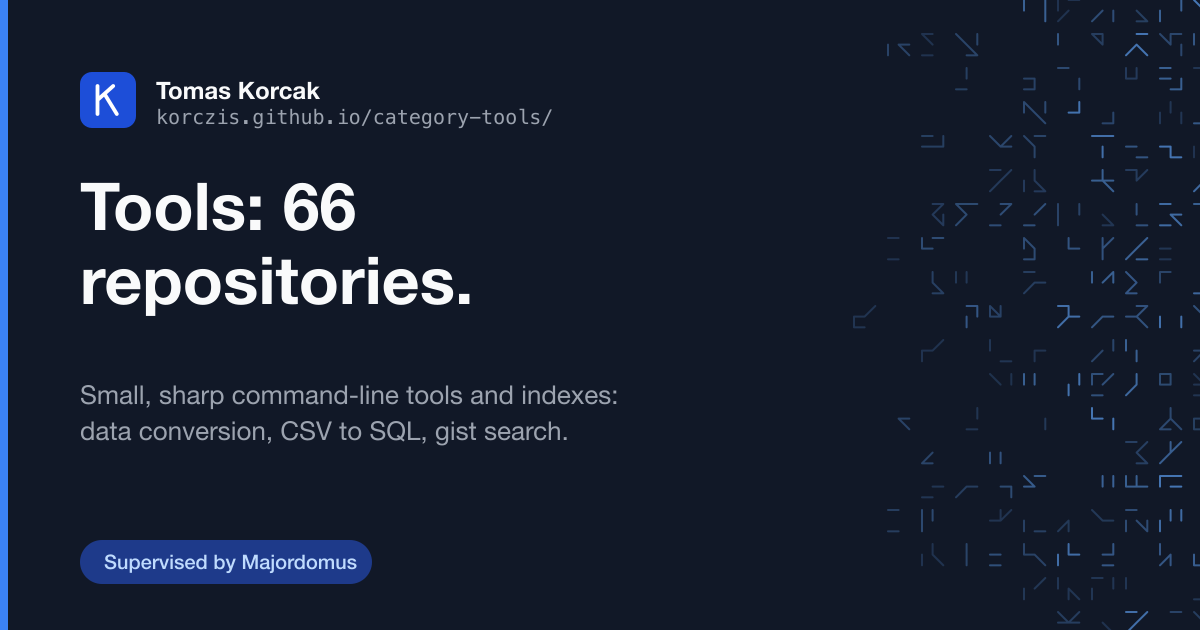 K
Tomas Korcak
korczis.github.io/category-tools/
Tools: 66
repositories.
Small, sharp command-line tools and indexes:
data conversion, CSV to SQL, gist search.
Supervised by Majordomus